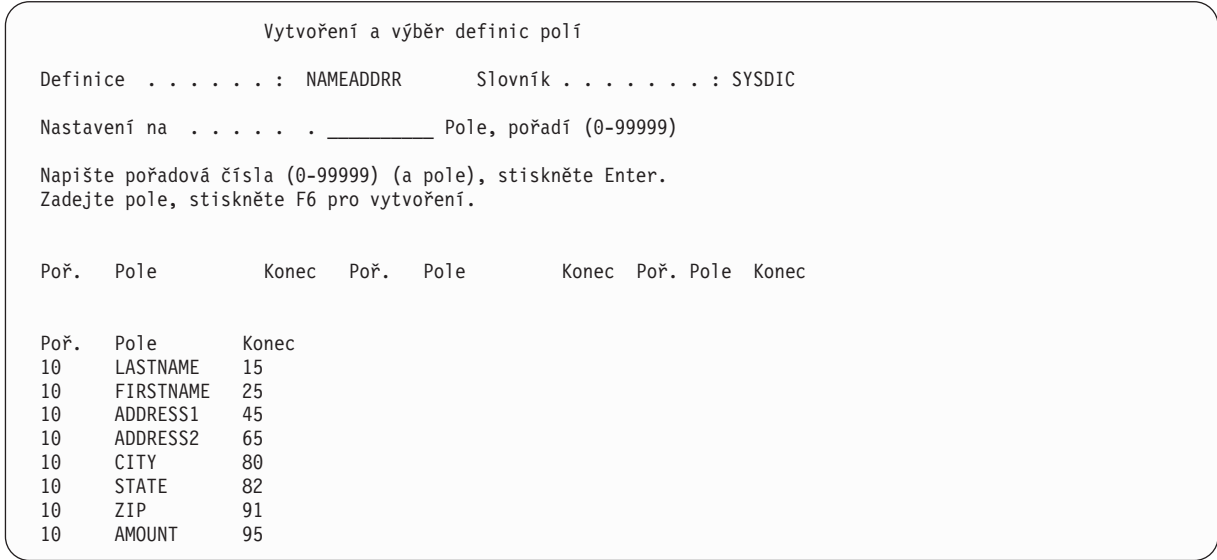 Vytvoření a výběr definic polí
Definice . . . . . . : NAMEADDRR Slovník . . . . . . . : SYSDIC
Nastavení na . . . . . . __________ Pole, pořadí (0-99999)
Napište pořadová čísla (0-99999) (a pole), stiskněte Enter.
Zadejte pole, stiskněte F6 pro vytvoření.
Poř. Pole Konec Poř. Pole Konec Poř. Pole Konec
Poř. Pole Konec
10 LASTNAME 15
10 FIRSTNAME 25
10 ADDRESS1 45
10 ADDRESS2 65
10 CITY 80
10 STATE 82
10 ZIP 91
10 AMOUNT 95